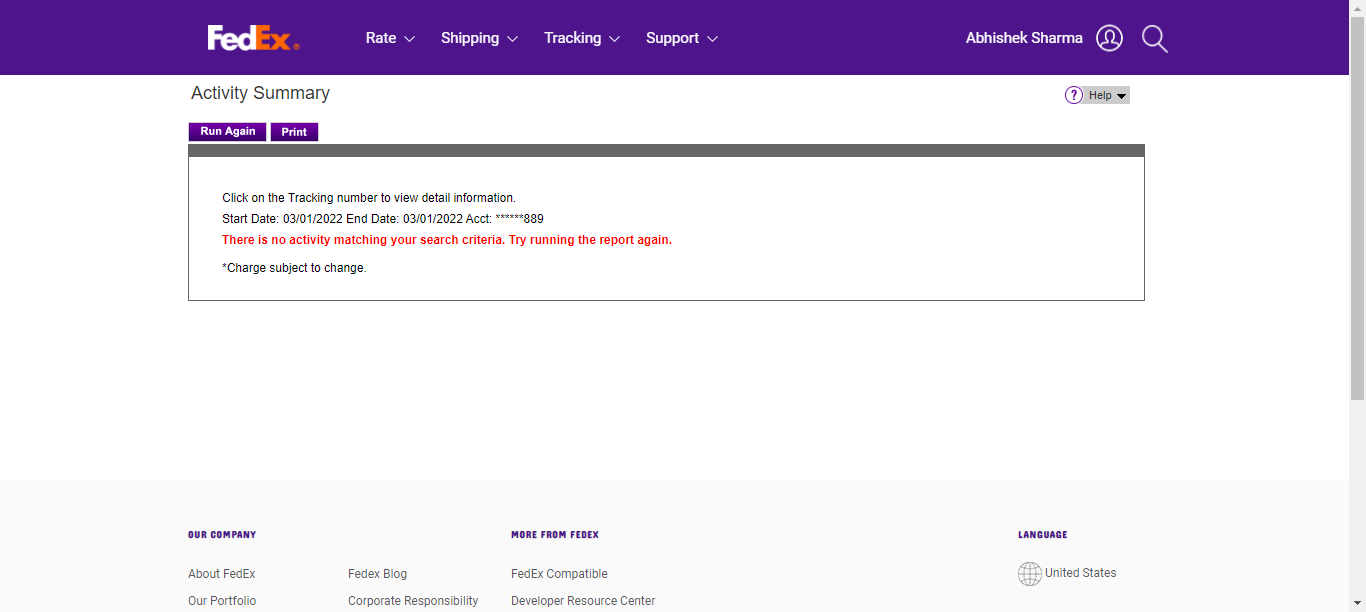 FedEx®
Rate
Shipping
Tracking
Support
Abhishek Sharma
Activity Summary
? Help
Run Again
Print
Click on the Tracking number to view detail information.
Start Date: 03/01/2022 End Date: 03/01/2022 Acct: ******889
There is no activity matching your search criteria. Try running the report again.
*Charge subject to change.
OUR COMPANY
MORE FROM FEDEX
LANGUAGE
About FedEx
Fedex Blog
FedEx Compatible
United States
Our Portfolio
Corporate Responsibility
Developer Resource Center